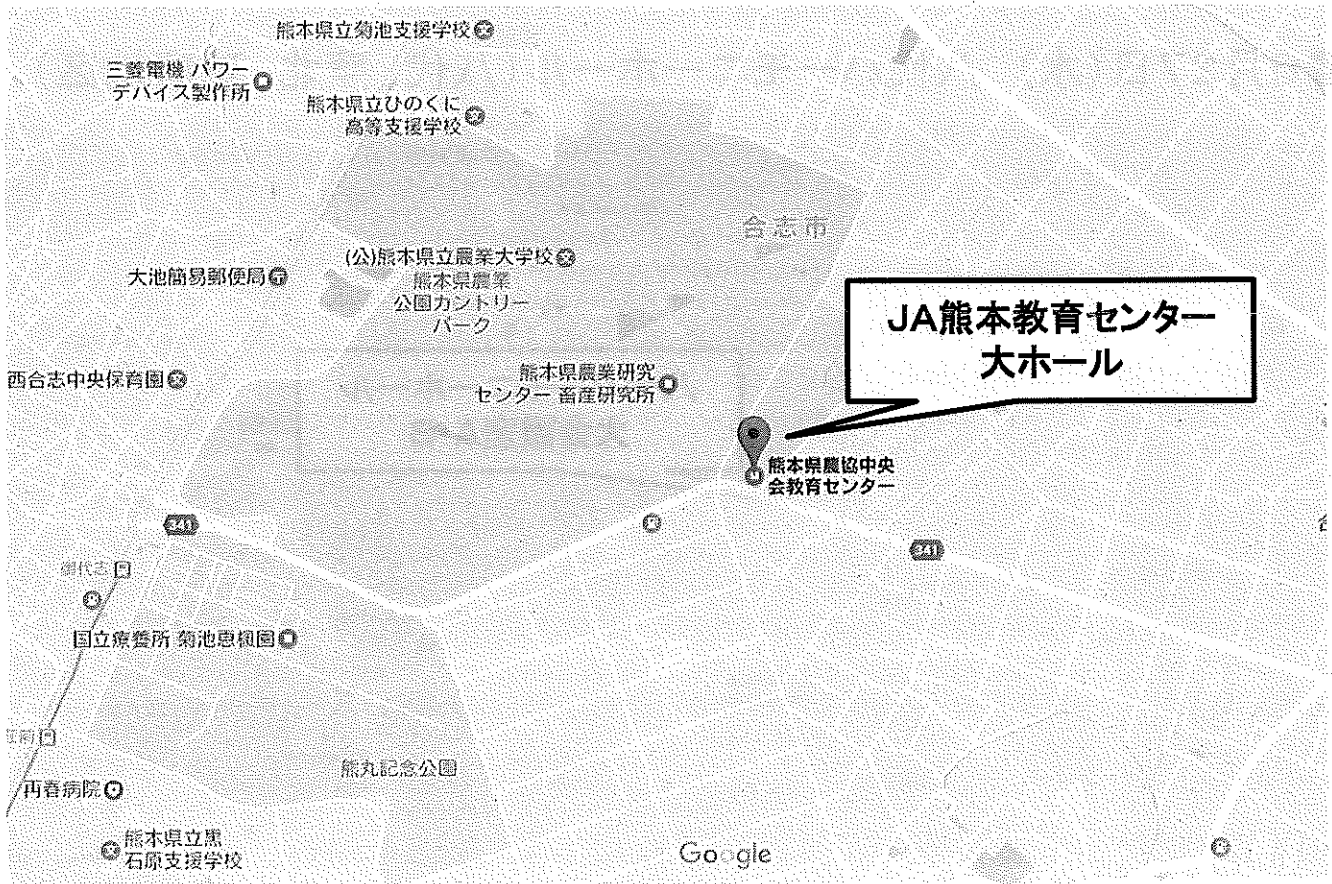 熊本県立菊池支援学校
三菱電機 パワー
デバイス製作所
熊本県立ひのくに
高等支援学校
合志市
(公)熊本県立農業大学校
大池簡易郵便局
熊本県農業
公園カントリー
パーク
JA熊本教育センター
大ホール
西合志中央保育園
熊本県農業研究
センター 畜産研究所
熊本県農協中央
会教育センター
341
341
御代志
国立療養所 菊池恵楓園
熊丸記念公園
再春病院
熊本県立黒
石原支援学校
Google